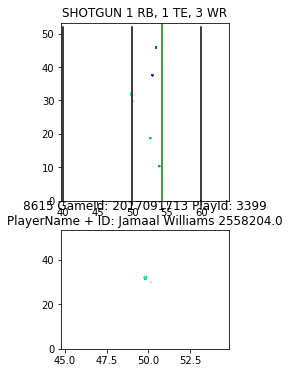 SHOTGUN 1 RB, 1 TE, 3 WR
50
40
30
20
10
0
40 45 50 55 60
8615 GameId: 2017091713 PlayId: 3399
PlayerName + ID: Jamaal Williams 2558204.0
40
20
0
45.0 47.5 50.0 52.5